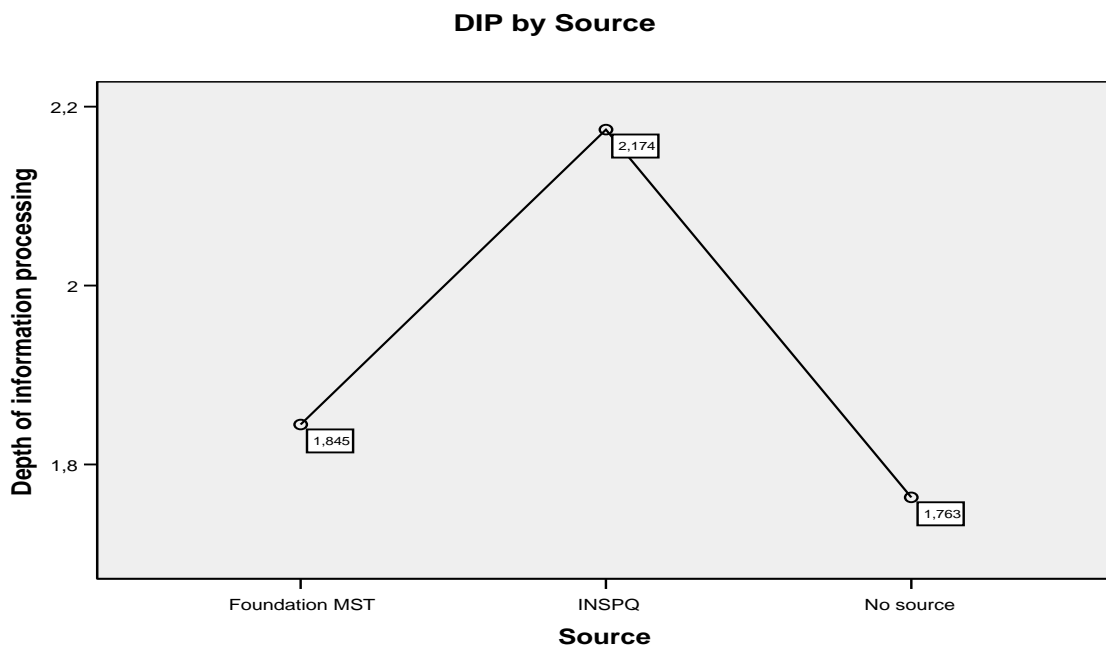 DIP by Source
Depth of information processing
2,2
2
1,8
2,174
1,845
1,763
Foundation MST
INSPQ
No source
Source